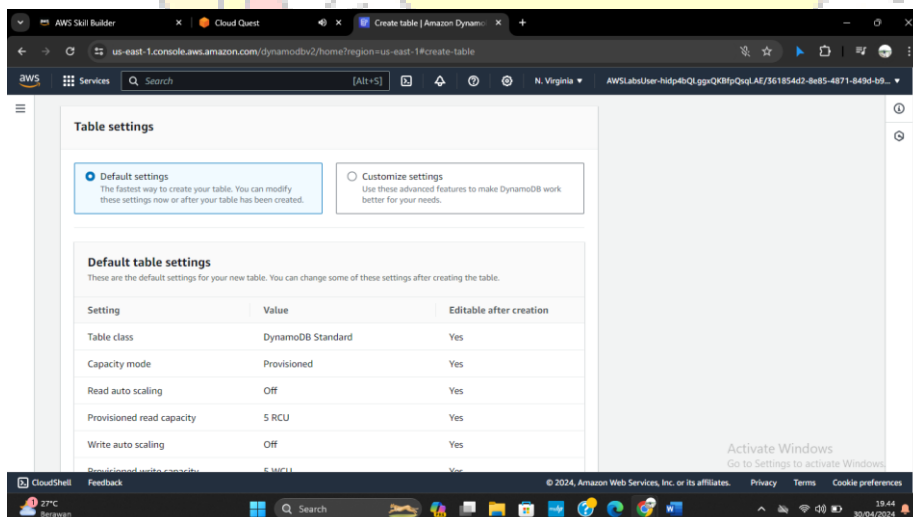 AWS Skill Builder
Cloud Quest
Create table | Amazon Dynamo
us-east-1.console.aws.amazon.com/dynamodbv2/home?region=us-east-1#create-table
aws
Services
Search
[Alt+S]
N. Virginia
Table settings
Default settings
The fastest way to create your table. You can modify
these settings now or after your table has been created.
Customize settings
Use these advanced features to make DynamoDB work
better for your needs.
Default table settings
These are the default settings for your new table. You can change some of these settings after creating the table.
Setting Value Editable after creation
Table class DynamoDB Standard Yes
Capacity mode Provisioned Yes
Read auto scaling Off Yes
Provisioned read capacity 5 RCU Yes
Write auto scaling Off Yes
Provisioned write capacity 5 WCU Yes
Activate Windows
Go to Settings to activate Windows.
CloudShell Feedback © 2024, Amazon Web Services, Inc. or its affiliates. Privacy Terms Cookie preferences
1
27°C
Berawan
Search
19.44
30/04/2024